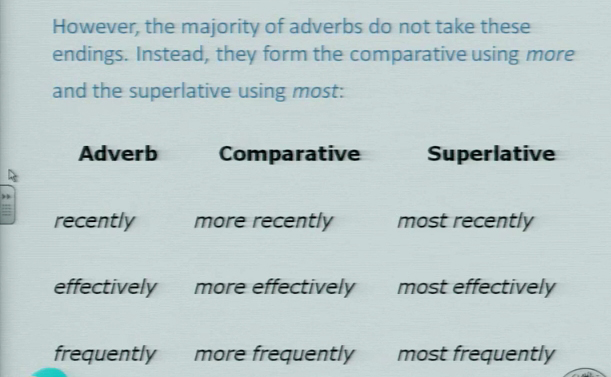 However, the majority of adverbs do not take these
endings. Instead, they form the comparative using more
and the superlative using most:
Adverb Comparative Superlative
recently more recently most recently
effectively more effectively most effectively
frequently more frequently most frequently